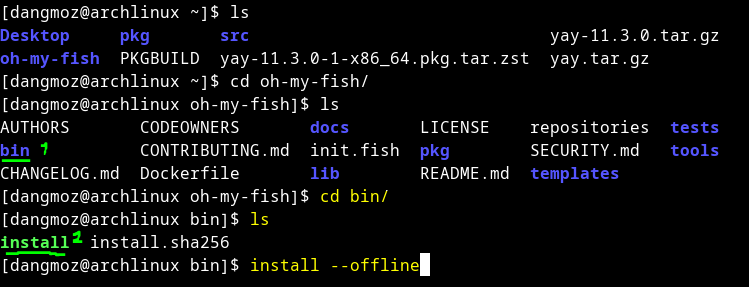 [dangmoz@archlinux ~]$ ls
Desktop pkg src yay-11.3.0.tar.gz
oh-my-fish PKGBUILD yay-11.3.0-1-x86_64.pkg.tar.zst yay.tar.gz
[dangmoz@archlinux ~]$ cd oh-my-fish/
[dangmoz@archlinux oh-my-fish]$ ls
AUTHORS CODEOWNERS docs LICENSE repositories tests
bin 1 CONTRIBUTING.md init.fish pkg SECURITY.md tools
CHANGELOG.md Dockerfile lib README.md templates
[dangmoz@archlinux oh-my-fish]$ cd bin/
[dangmoz@archlinux bin]$ ls
install 2 install.sha256
[dangmoz@archlinux bin]$ install --offline